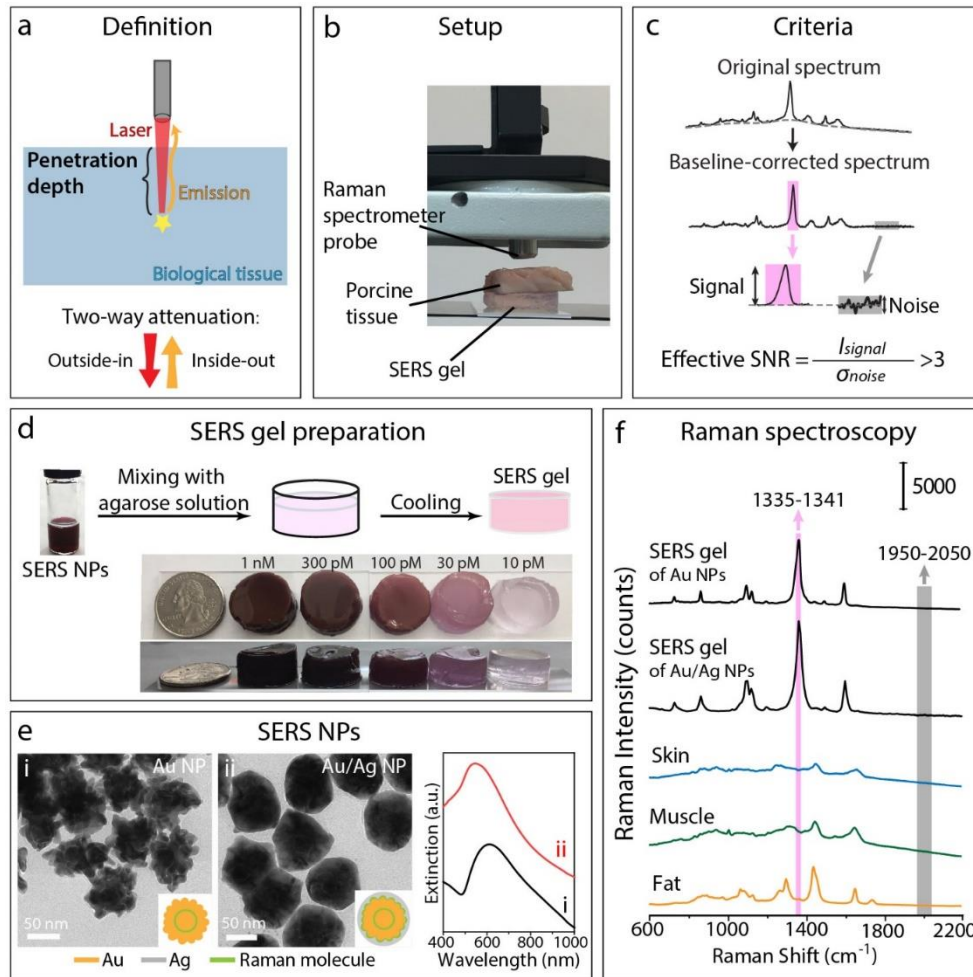 a
Definition
Laser
Penetration
depth
Emission
Biological tissue
Two-way attenuation:
Outside-in
Inside-out
b
Setup
Raman
spectrometer
probe
Porcine
tissue
SERS gel
c
Criteria
Original spectrum
Baseline-corrected spectrum
Signal
Noise
Effective SNR = I_signal / σ_noise >3
d
SERS gel preparation
Mixing with
agarose solution
Cooling
SERS gel
SERS NPs
1 nM 300 pM 100 pM 30 pM 10 pM
e
SERS NPs
i
Au NP
50 nm
ii
Au/Ag NP
50 nm
Au Ag Raman molecule
Extinction (a.u.)
ii
i
400 600 800 1000
Wavelength (nm)
f
Raman spectroscopy
5000
1335-1341
1950-2050
SERS gel
of Au NPs
SERS gel
of Au/Ag NPs
Skin
Muscle
Fat
Raman Intensity (counts)
600 1000 1400 1800 2200
Raman Shift (cm⁻¹)